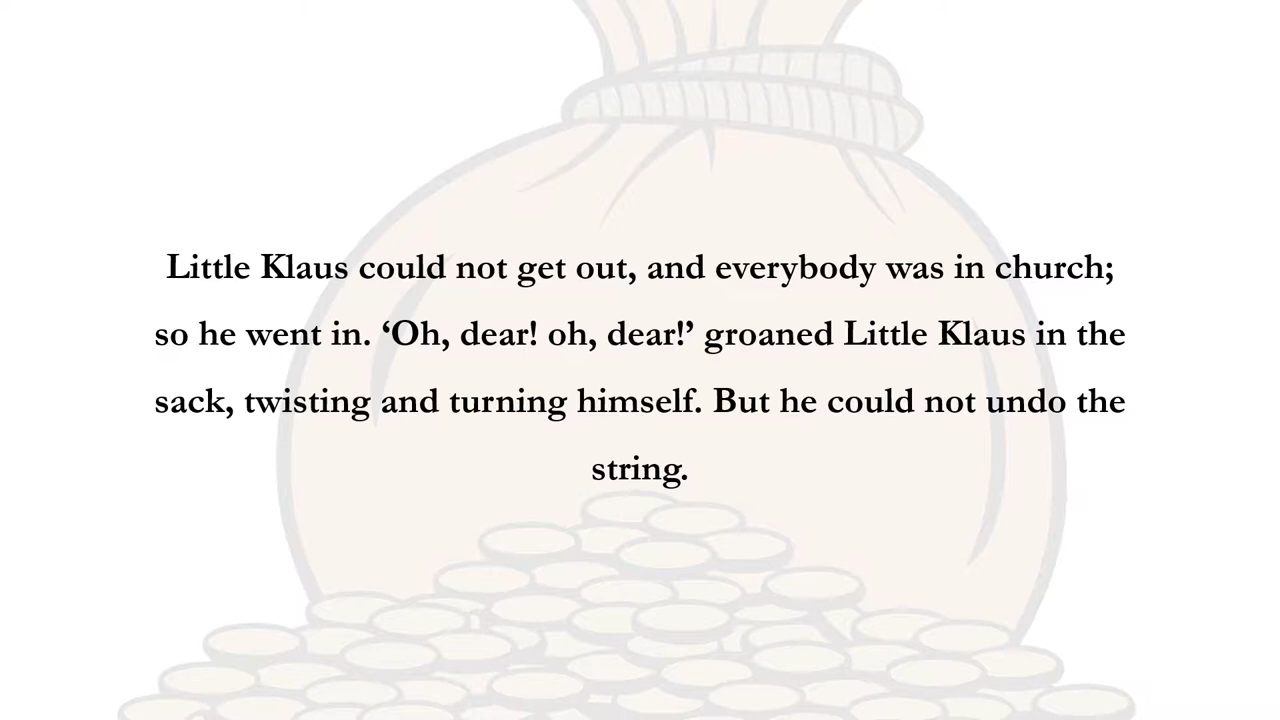 Little Klaus could not get out, and everybody was in church;
so he went in. ‘Oh, dear! oh, dear!’ groaned Little Klaus in the
sack, twisting and turning himself. But he could not undo the
string.